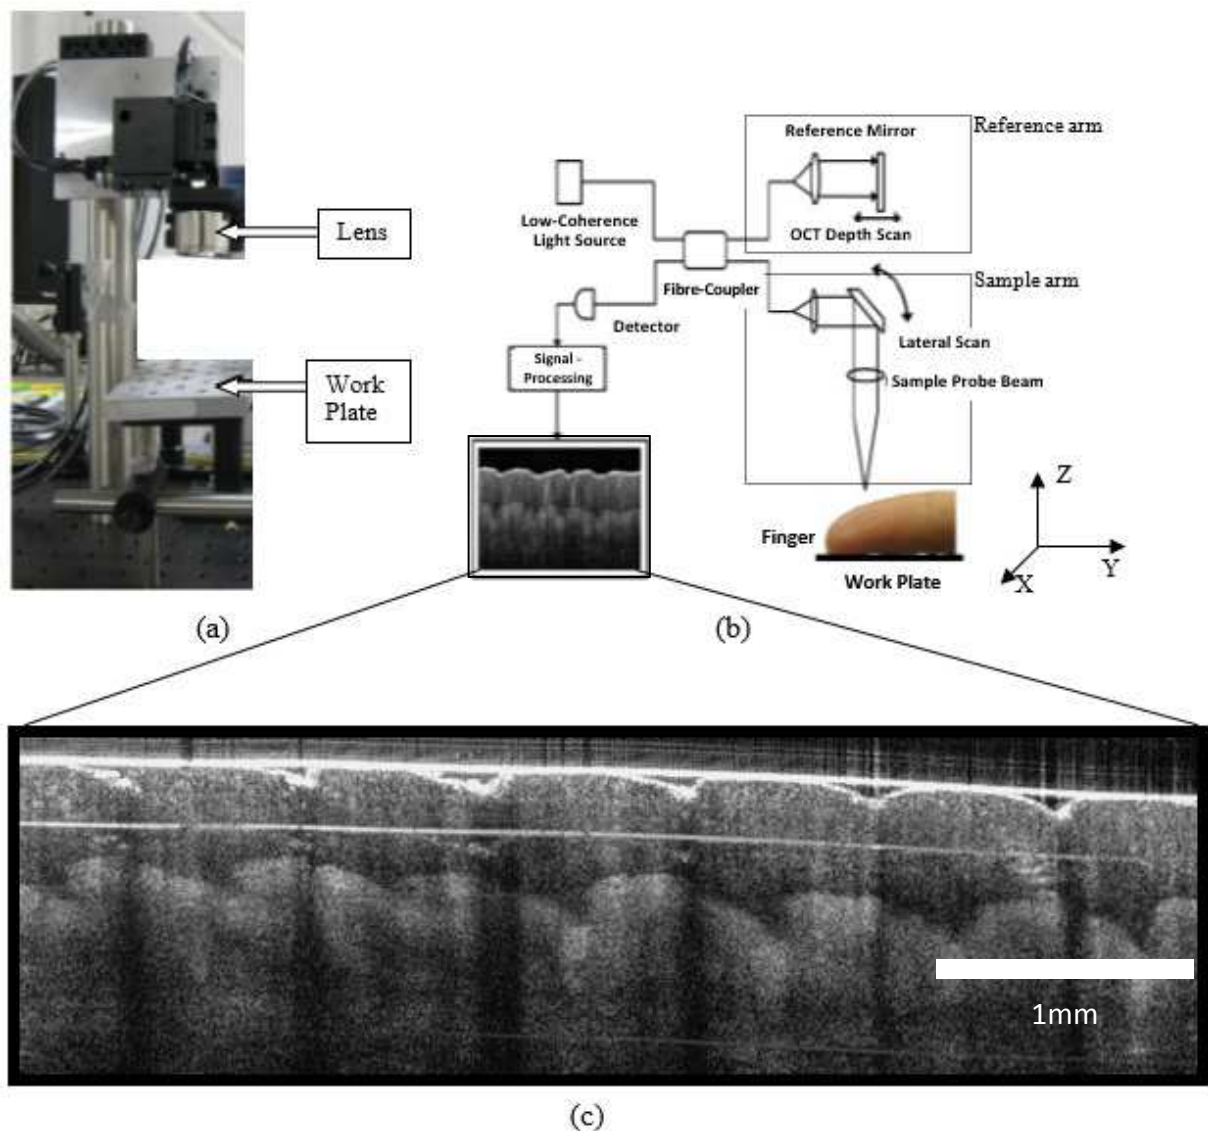 Lens
Work
Plate
(a)
Reference Mirror
Reference arm
OCT Depth Scan
Low-Coherence
Light Source
Fibre-Coupler
Sample arm
Detector
Lateral Scan
Signal -
Processing
Sample Probe Beam
Finger
Work Plate
Z
Y
X
(b)
1mm
(c)